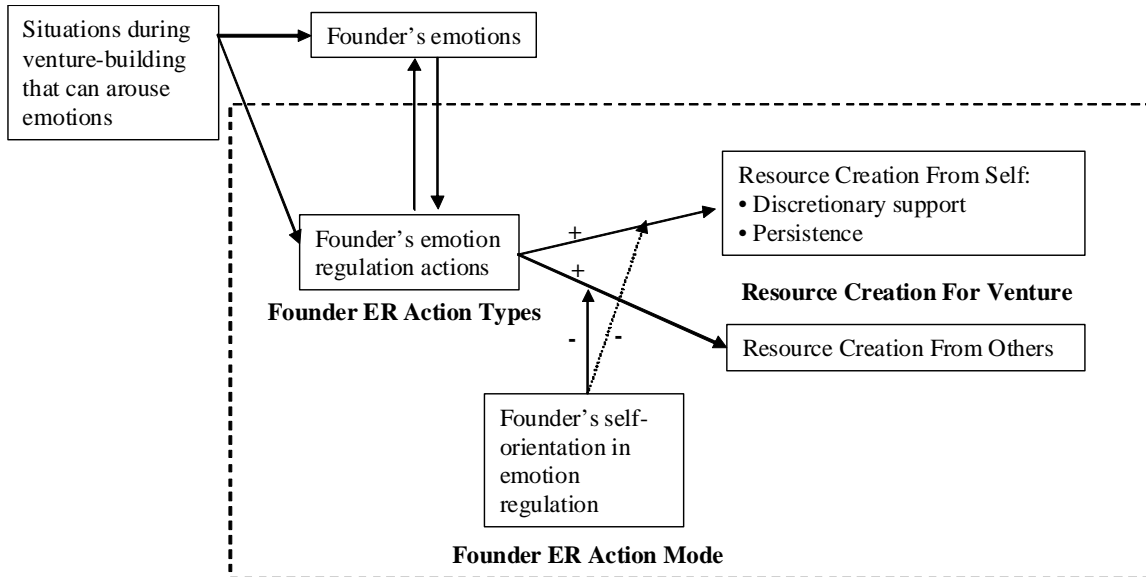 Situations during
venture-building
that can arouse
emotions
Founder’s emotions
Founder’s emotion
regulation actions
Founder ER Action Types
+
+
Resource Creation From Self:
• Discretionary support
• Persistence
Resource Creation For Venture
Resource Creation From Others
-
-
Founder’s self-
orientation in
emotion
regulation
Founder ER Action Mode